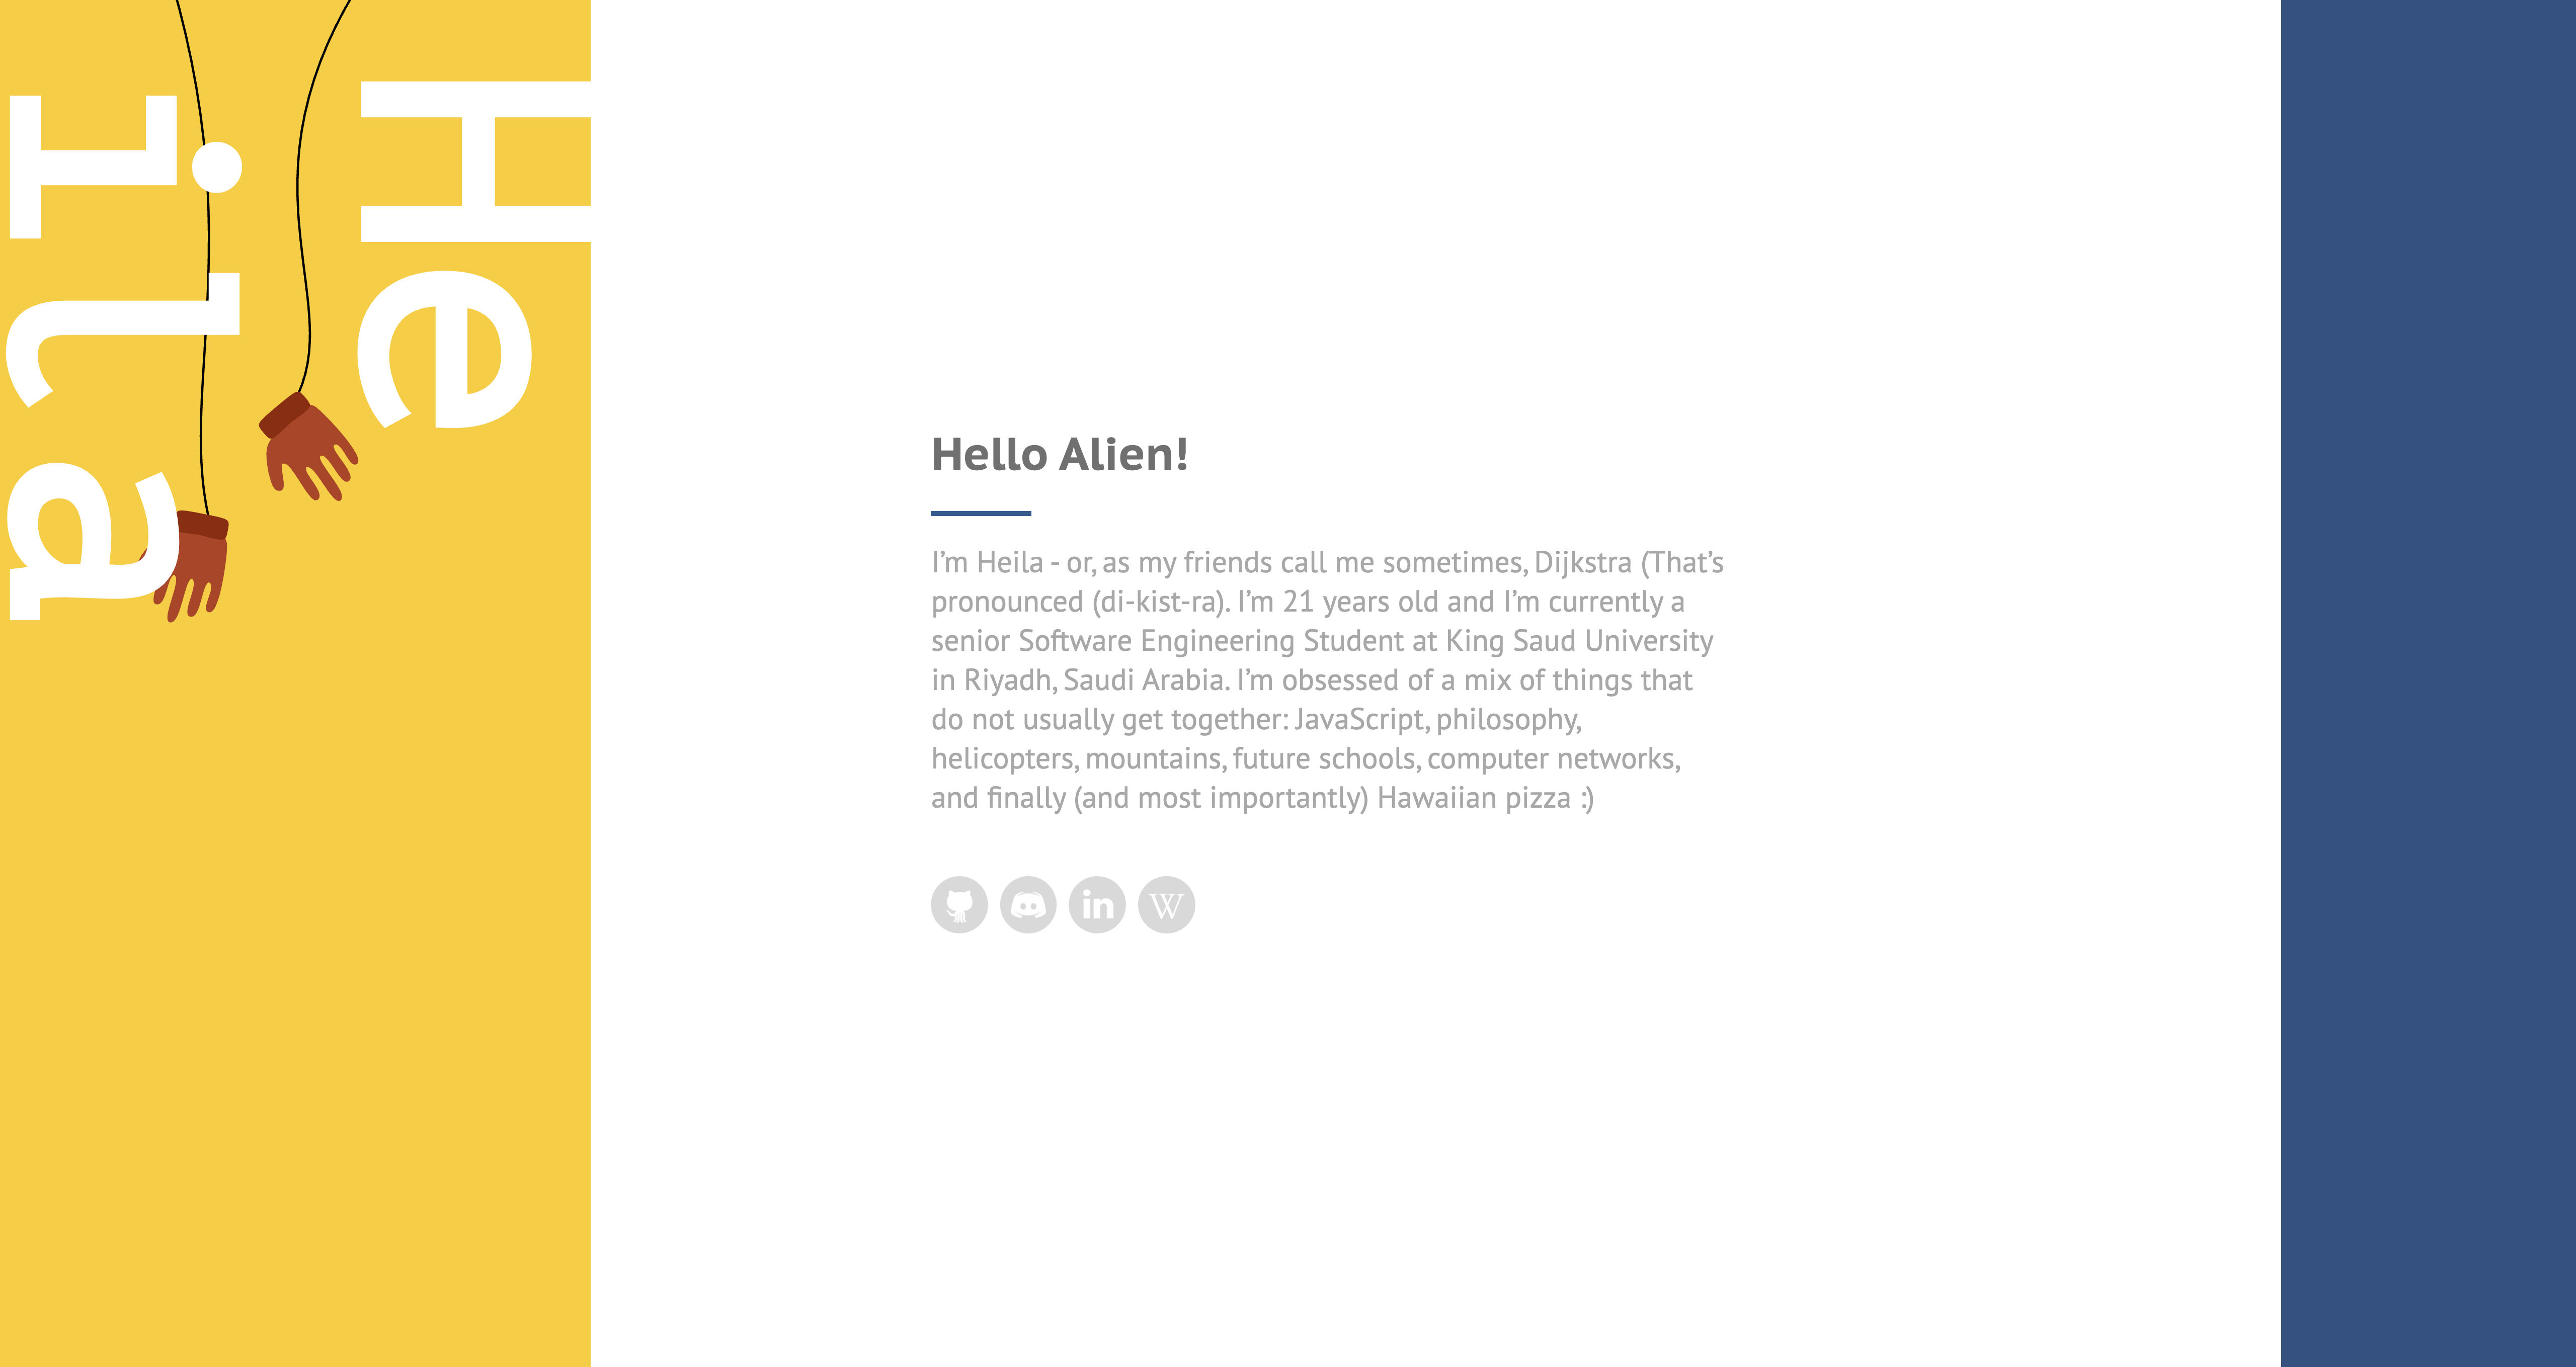 He
ila
Hello Alien!
I’m Heila - or, as my friends call me sometimes, Dijkstra (That’s
pronounced (di-kist-ra). I’m 21 years old and I’m currently a
senior Software Engineering Student at King Saud University
in Riyadh, Saudi Arabia. I’m obsessed of a mix of things that
do not usually get together: JavaScript, philosophy,
helicopters, mountains, future schools, computer networks,
and finally (and most importantly) Hawaiian pizza :)
in
W